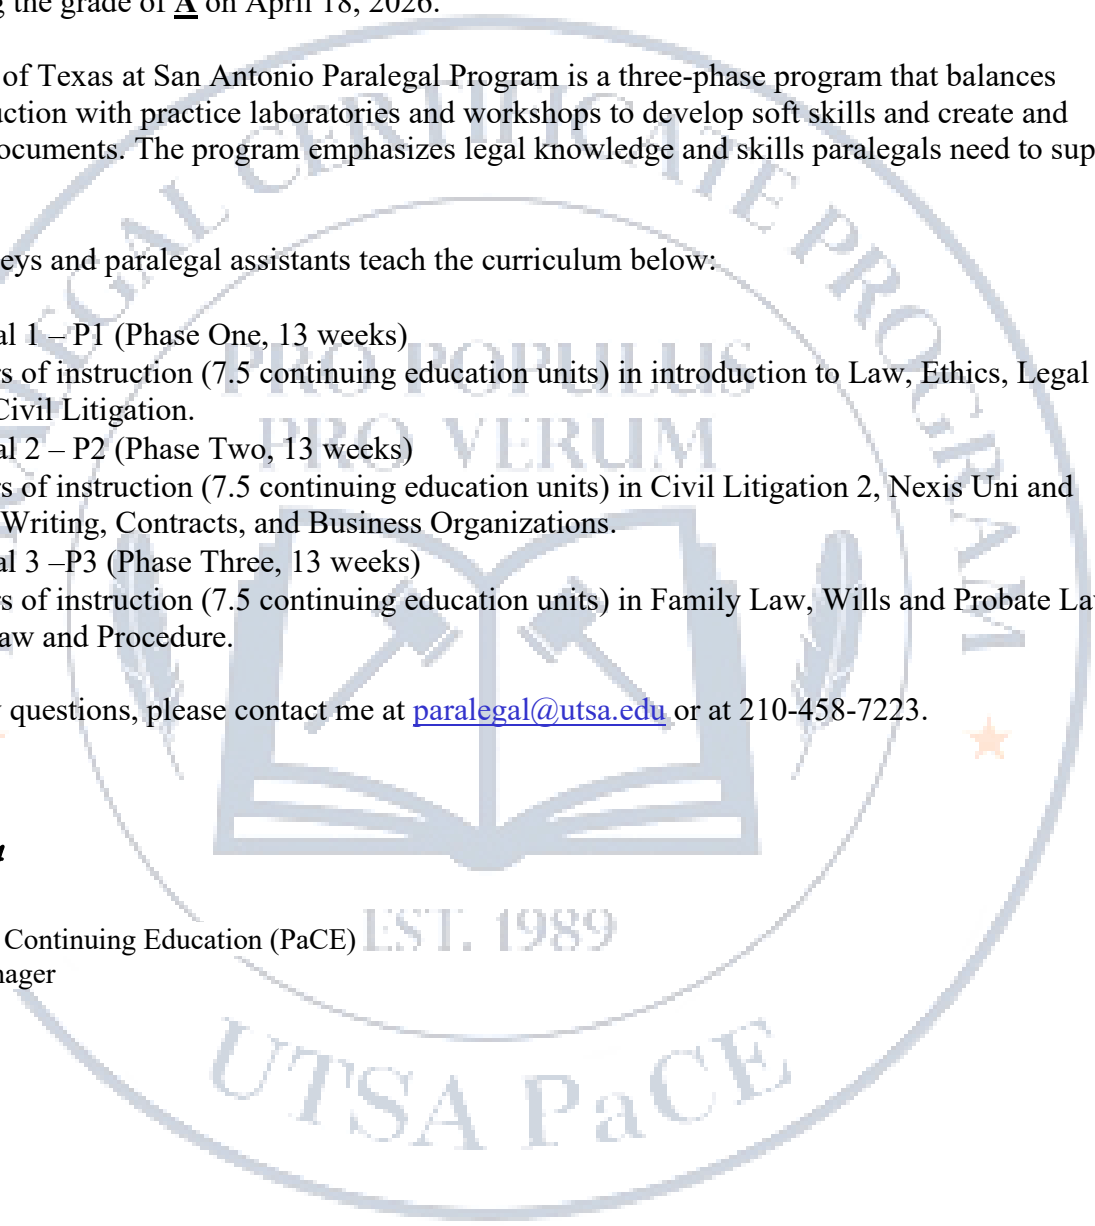 g the grade of A on April 18, 2026.
of Texas at San Antonio Paralegal Program is a three-phase program that balances
uction with practice laboratories and workshops to develop soft skills and create and
ocuments. The program emphasizes legal knowledge and skills paralegals need to sup
eys and paralegal assistants teach the curriculum below:
al 1 – P1 (Phase One, 13 weeks)
rs of instruction (7.5 continuing education units) in introduction to Law, Ethics, Legal
Civil Litigation.
al 2 – P2 (Phase Two, 13 weeks)
rs of instruction (7.5 continuing education units) in Civil Litigation 2, Nexis Uni and
Writing, Contracts, and Business Organizations.
al 3 –P3 (Phase Three, 13 weeks)
rs of instruction (7.5 continuing education units) in Family Law, Wills and Probate La
aw and Procedure.
y questions, please contact me at paralegal@utsa.edu or at 210-458-7223.
Continuing Education (PaCE)
nager
LEGAL CERTIFICATE PROGRAM
PRO POPULUS
PRO VERUM
EST. 1989
UTSA PaCE